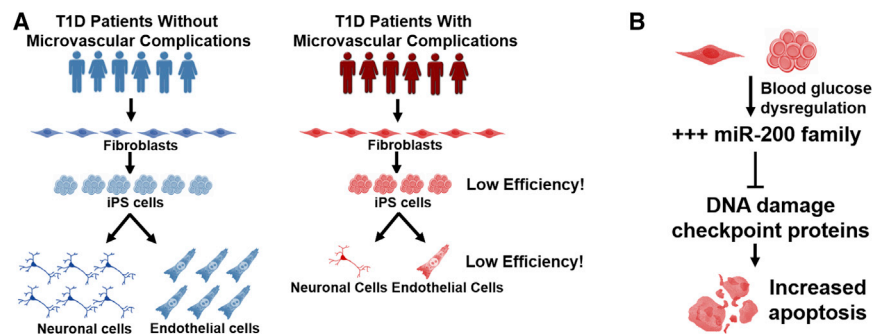 A
T1D Patients Without
Microvascular Complications
Fibroblasts
iPS cells
Neuronal cells
Endothelial cells
T1D Patients With
Microvascular Complications
Fibroblasts
iPS cells
Low Efficiency!
Low Efficiency!
Neuronal Cells
Endothelial Cells
B
Blood glucose
dysregulation
+++ miR-200 family
DNA damage
checkpoint proteins
Increased
apoptosis